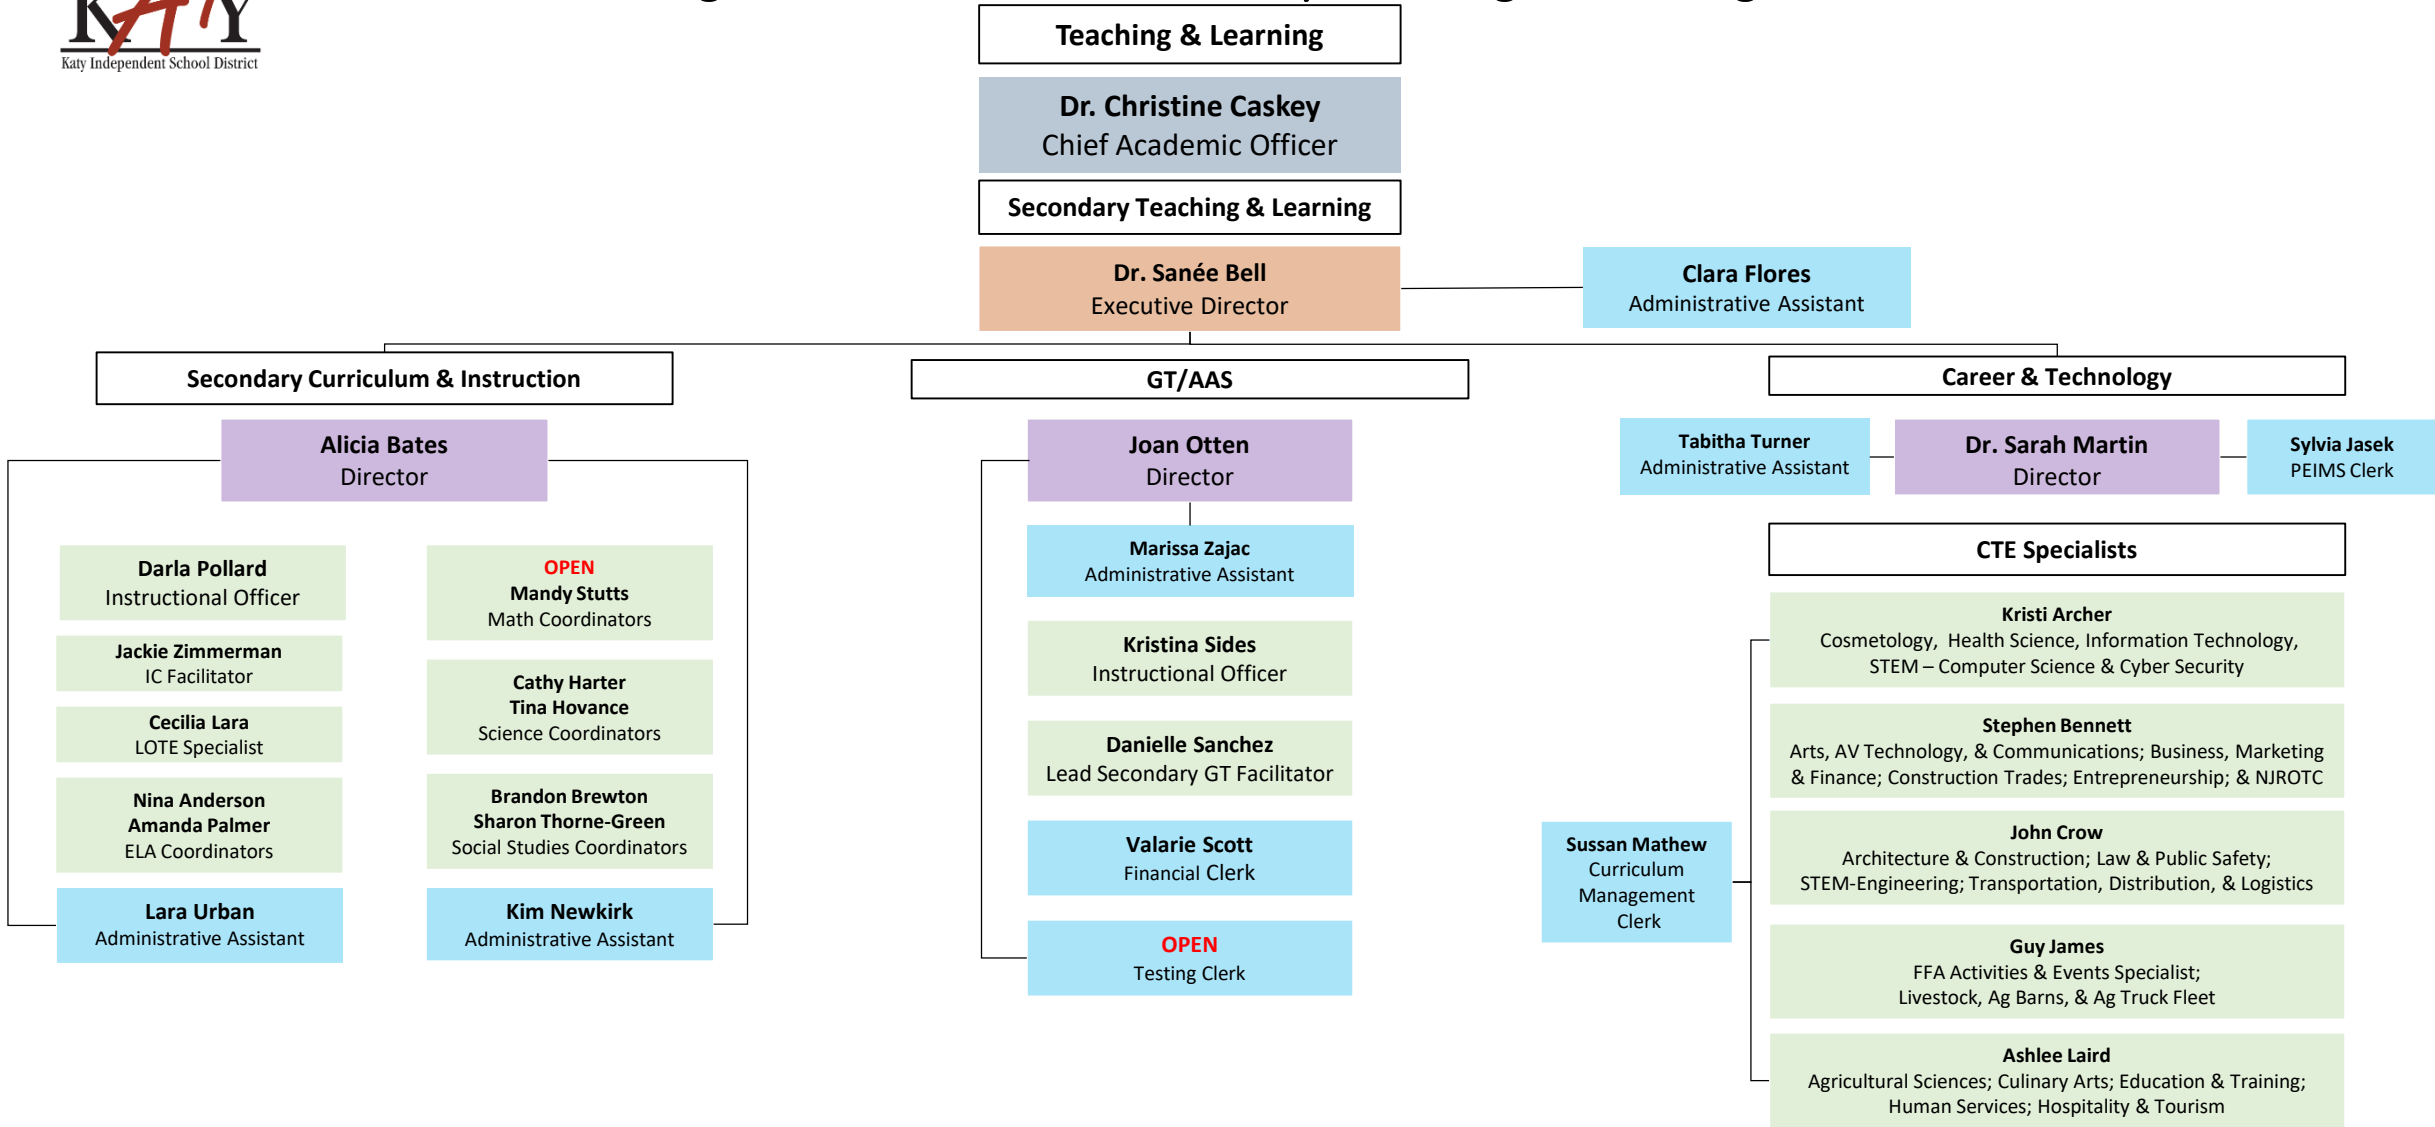 KATY
Katy Independent School District
Teaching & Learning
Dr. Christine Caskey
Chief Academic Officer
Secondary Teaching & Learning
Dr. Sanée Bell
Executive Director
Clara Flores
Administrative Assistant
Secondary Curriculum & Instruction
Alicia Bates
Director
Darla Pollard
Instructional Officer
Jackie Zimmerman
IC Facilitator
Cecilia Lara
LOTE Specialist
Nina Anderson
Amanda Palmer
ELA Coordinators
Lara Urban
Administrative Assistant
OPEN
Mandy Stutts
Math Coordinators
Cathy Harter
Tina Hovance
Science Coordinators
Brandon Brewton
Sharon Thorne-Green
Social Studies Coordinators
Kim Newkirk
Administrative Assistant
GT/AAS
Joan Otten
Director
Marissa Zajac
Administrative Assistant
Kristina Sides
Instructional Officer
Danielle Sanchez
Lead Secondary GT Facilitator
Valarie Scott
Financial Clerk
OPEN
Testing Clerk
Career & Technology
Tabitha Turner
Administrative Assistant
Dr. Sarah Martin
Director
Sylvia Jasek
PEIMS Clerk
CTE Specialists
Sussan Mathew
Curriculum
Management
Clerk
Kristi Archer
Cosmetology, Health Science, Information Technology,
STEM – Computer Science & Cyber Security
Stephen Bennett
Arts, AV Technology, & Communications; Business, Marketing
& Finance; Construction Trades; Entrepreneurship; & NJROTC
John Crow
Architecture & Construction; Law & Public Safety;
STEM-Engineering; Transportation, Distribution, & Logistics
Guy James
FFA Activities & Events Specialist;
Livestock, Ag Barns, & Ag Truck Fleet
Ashlee Laird
Agricultural Sciences; Culinary Arts; Education & Training;
Human Services; Hospitality & Tourism